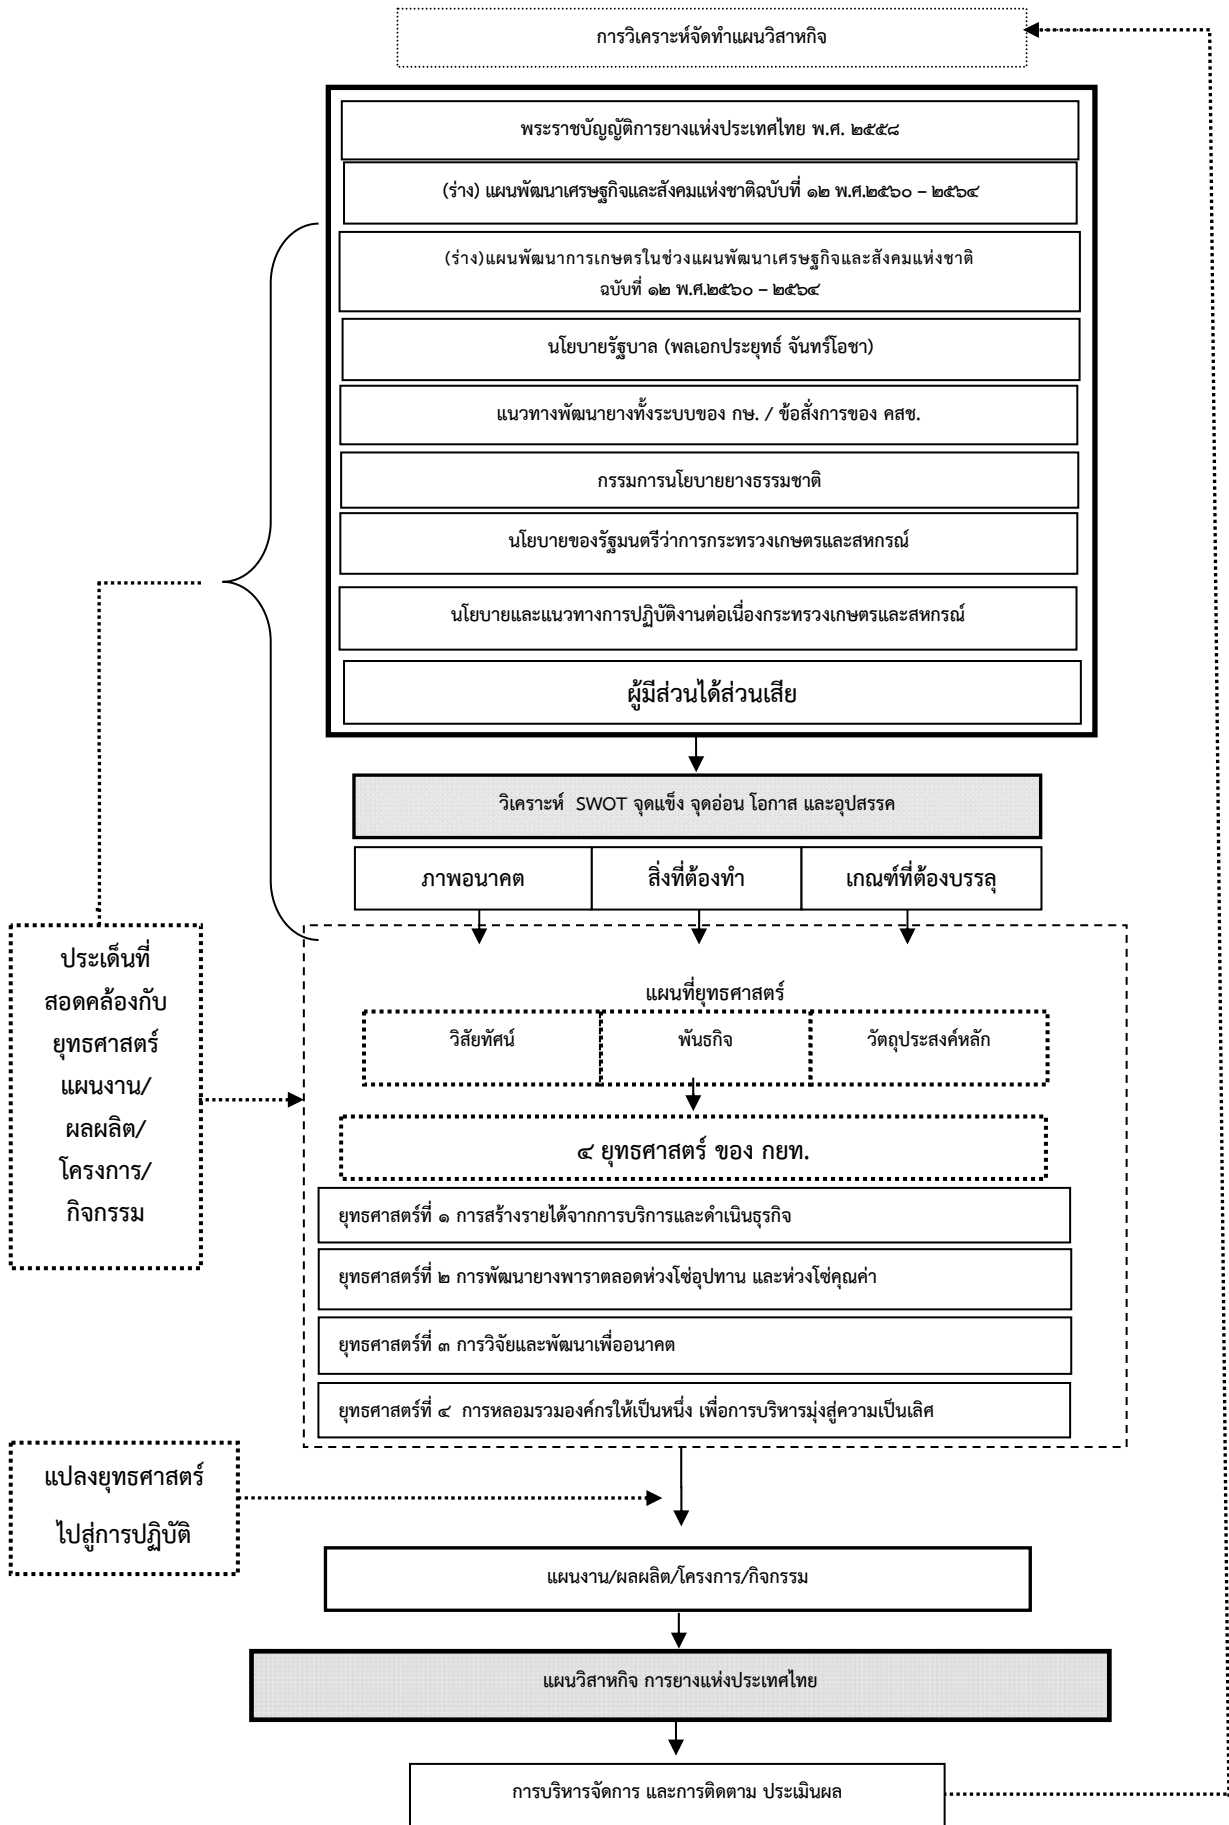 การวิเคราะห์จัดทำแผนวิสาหกิจ
พระราชบัญญัติการยางแห่งประเทศไทย พ.ศ. ๒๕๕๘
(ร่าง) แผนพัฒนาเศรษฐกิจและสังคมแห่งชาติฉบับที่ ๑๒ พ.ศ.๒๕๖๐ – ๒๕๖๔
(ร่าง)แผนพัฒนาการเกษตรในช่วงแผนพัฒนาเศรษฐกิจและสังคมแห่งชาติ
ฉบับที่ ๑๒ พ.ศ.๒๕๖๐ – ๒๕๖๔
นโยบายรัฐบาล (พลเอกประยุทธ์ จันทร์โอชา)
แนวทางพัฒนายางทั้งระบบของ กษ. / ข้อสั่งการของ คสช.
กรรมการนโยบายยางธรรมชาติ
นโยบายของรัฐมนตรีว่าการกระทรวงเกษตรและสหกรณ์
นโยบายและแนวทางการปฏิบัติงานต่อเนื่องกระทรวงเกษตรและสหกรณ์
ผู้มีส่วนได้ส่วนเสีย
วิเคราะห์ SWOT จุดแข็ง จุดอ่อน โอกาส และอุปสรรค
ภาพอนาคต
สิ่งที่ต้องทำ
เกณฑ์ที่ต้องบรรลุ
ประเด็นที่
สอดคล้องกับ
ยุทธศาสตร์
แผนงาน/
ผลผลิต/
โครงการ/
กิจกรรม
แผนที่ยุทธศาสตร์
วิสัยทัศน์
พันธกิจ
วัตถุประสงค์หลัก
๔ ยุทธศาสตร์ ของ กยท.
ยุทธศาสตร์ที่ ๑ การสร้างรายได้จากการบริการและดำเนินธุรกิจ
ยุทธศาสตร์ที่ ๒ การพัฒนายางพาราตลอดห่วงโซ่อุปทาน และห่วงโซ่คุณค่า
ยุทธศาสตร์ที่ ๓ การวิจัยและพัฒนาเพื่ออนาคต
ยุทธศาสตร์ที่ ๔ การหลอมรวมองค์กรให้เป็นหนึ่ง เพื่อการบริหารมุ่งสู่ความเป็นเลิศ
แปลงยุทธศาสตร์
ไปสู่การปฏิบัติ
แผนงาน/ผลผลิต/โครงการ/กิจกรรม
แผนวิสาหกิจ การยางแห่งประเทศไทย
การบริหารจัดการ และการติดตาม ประเมินผล